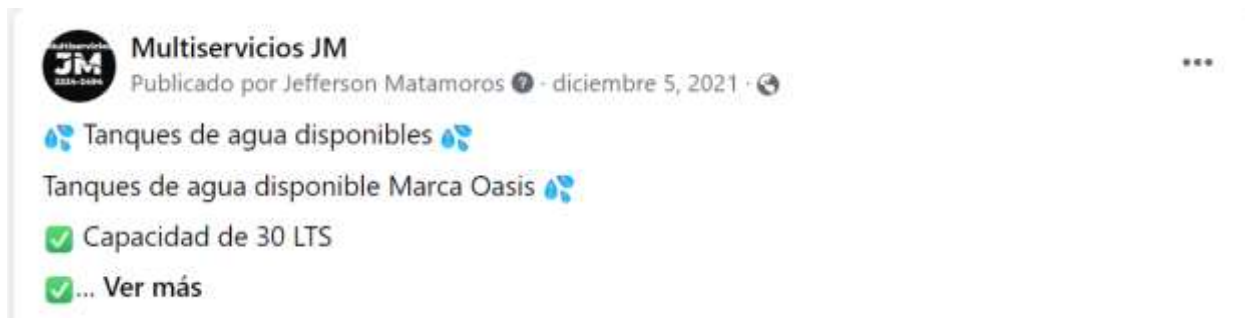 JM
Multiservicios JM
Publicado por Jefferson Matamoros · diciembre 5, 2021 ·
💦 Tanques de agua disponibles 💦
Tanques de agua disponible Marca Oasis 💦
✅ Capacidad de 30 LTS
✅... Ver más